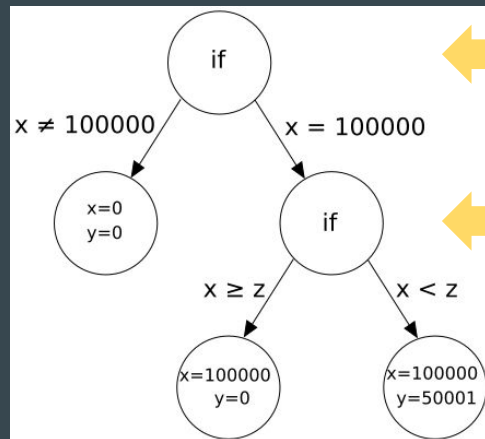 if
x ≠ 100000
x = 100000
x=0
y=0
if
x ≥ z
x < z
x=100000
y=0
x=100000
y=50001